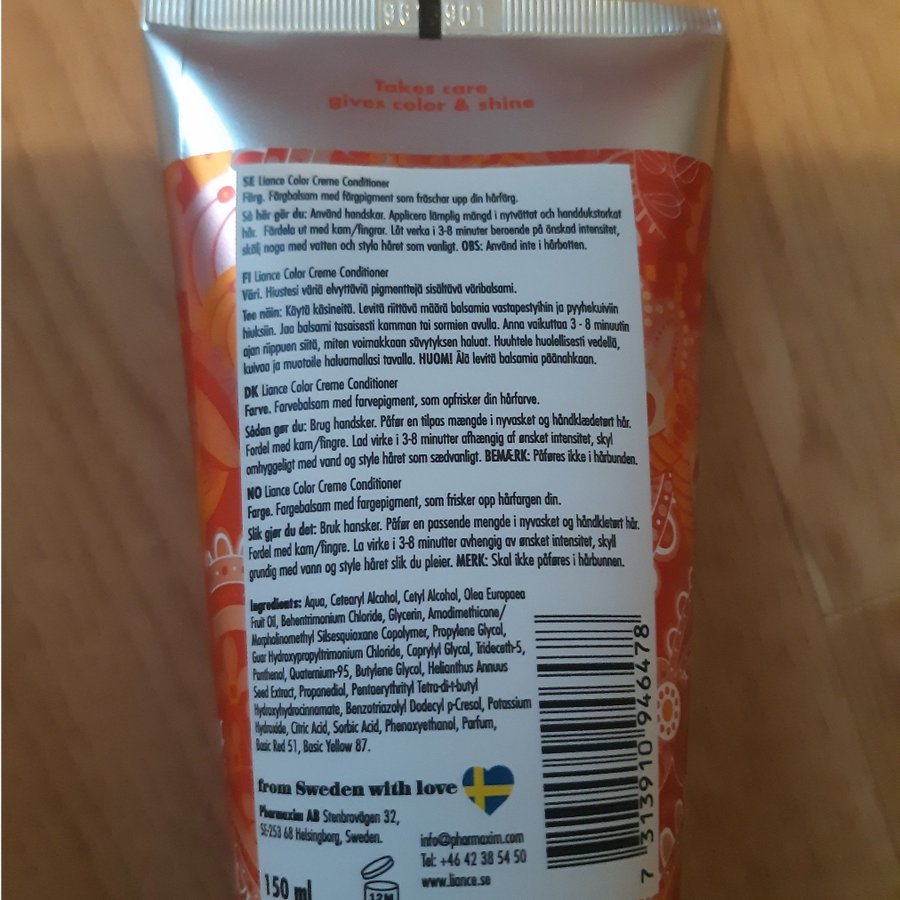 901 901
Takes care
gives color & shine
SE Liance Color Creme Conditioner
Färg. Färgbalsam med färgpigment som fräschar upp din hårfärg.
Så här gör du: Använd handskar. Applicera lämplig mängd i nytvättat och handdukstorkat
hår. Fördela ut med kam/fingrar. Låt verka i 3-8 minuter beroende på önskad intensitet,
skölj noga med vatten och styla håret som vanligt. OBS: Använd inte i hårbotten.
FI Liance Color Creme Conditioner
Väri. Hiustesi väriä elvyttäviä pigmenttejä sisältävä väribalsami.
Tee näin: Käytä käsineitä. Levitä riittävä määrä balsamia vastapestyihin ja pyyhekuiviin
hiuksiin. Jaa balsami tasaisesti kamman tai sormien avulla. Anna vaikuttaa 3 - 8 minuutin
ajan riippuen siitä, miten voimakkaan sävytyksen haluat. Huuhtele huolellisesti vedellä,
kuivaa ja muotoile haluamallasi tavalla. HUOM! Älä levitä balsamia päänahkaan.
DK Liance Color Creme Conditioner
Farve. Farvebalsam med farvepigment, som opfrisker din hårfarve.
Sådan gør du: Brug handsker. Påfør en tilpas mængde i nyvasket og håndklædetørt hår.
Fordel med kam/fingre. Lad virke i 3-8 minutter afhængig af ønsket intensitet, skyl
omhyggeligt med vand og style håret som sædvanligt. BEMÆRK: Påføres ikke i hårbunden.
NO Liance Color Creme Conditioner
Farge. Fargebalsam med fargepigment, som frisker opp hårfargen din.
Slik gjør du det: Bruk hansker. Påfør en passende mengde i nyvasket og håndkletørt hår.
Fordel med kam/fingre. La virke i 3-8 minutter avhengig av ønsket intensitet, skyll
grundig med vann og style håret slik du pleier. MERK: Skal ikke påføres i hårbunnen.
Ingredients: Aqua, Cetearyl Alcohol, Cetyl Alcohol, Olea Europaea
Fruit Oil, Behentrimonium Chloride, Glycerin, Amodimethicone/
Morpholinomethyl Silsesquioxane Copolymer, Propylene Glycol,
Guar Hydroxypropyltrimonium Chloride, Caprylyl Glycol, Trideceth-5,
Panthenol, Quaternium-95, Butylene Glycol, Helianthus Annuus
Seed Extract, Propanediol, Pentaerythrityl Tetra-di-t-butyl
Hydroxyhydrocinnamate, Benzotriazolyl Dodecyl p-Cresol, Potassium
Hydroxide, Citric Acid, Sorbic Acid, Phenoxyethanol, Parfum,
Basic Red 51, Basic Yellow 87.
from Sweden with love
Pharmaxim AB Stenbrovägen 32,
SE-253 68 Helsingborg, Sweden.
info@pharmaxim.com
Tel: +46 42 38 54 50
www.liance.se
150 ml
12M
7 313910 946478